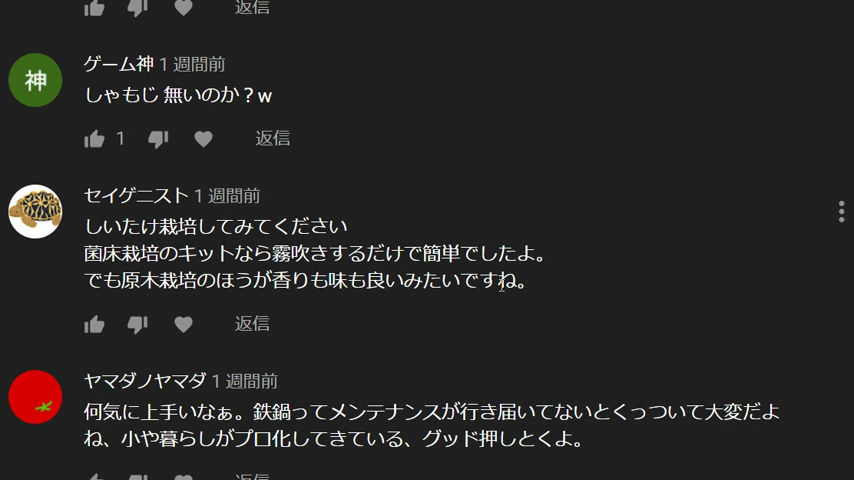 返信
神
ゲーム神 1 週間前
しゃもじ 無いのか？w
1
返信
セイゲニスト 1 週間前
しいたけ栽培してみてください
菌床栽培のキットなら霧吹きするだけで簡単でしたよ。
でも原木栽培のほうが香りも味も良いみたいですね。
返信
ヤマダノヤマダ 1 週間前
何気に上手いなぁ。鉄鍋ってメンテナンスが行き届いてないとくっついて大変だよ
ね、小や暮らしがプロ化してきている、グッド押しとくよ。
返信